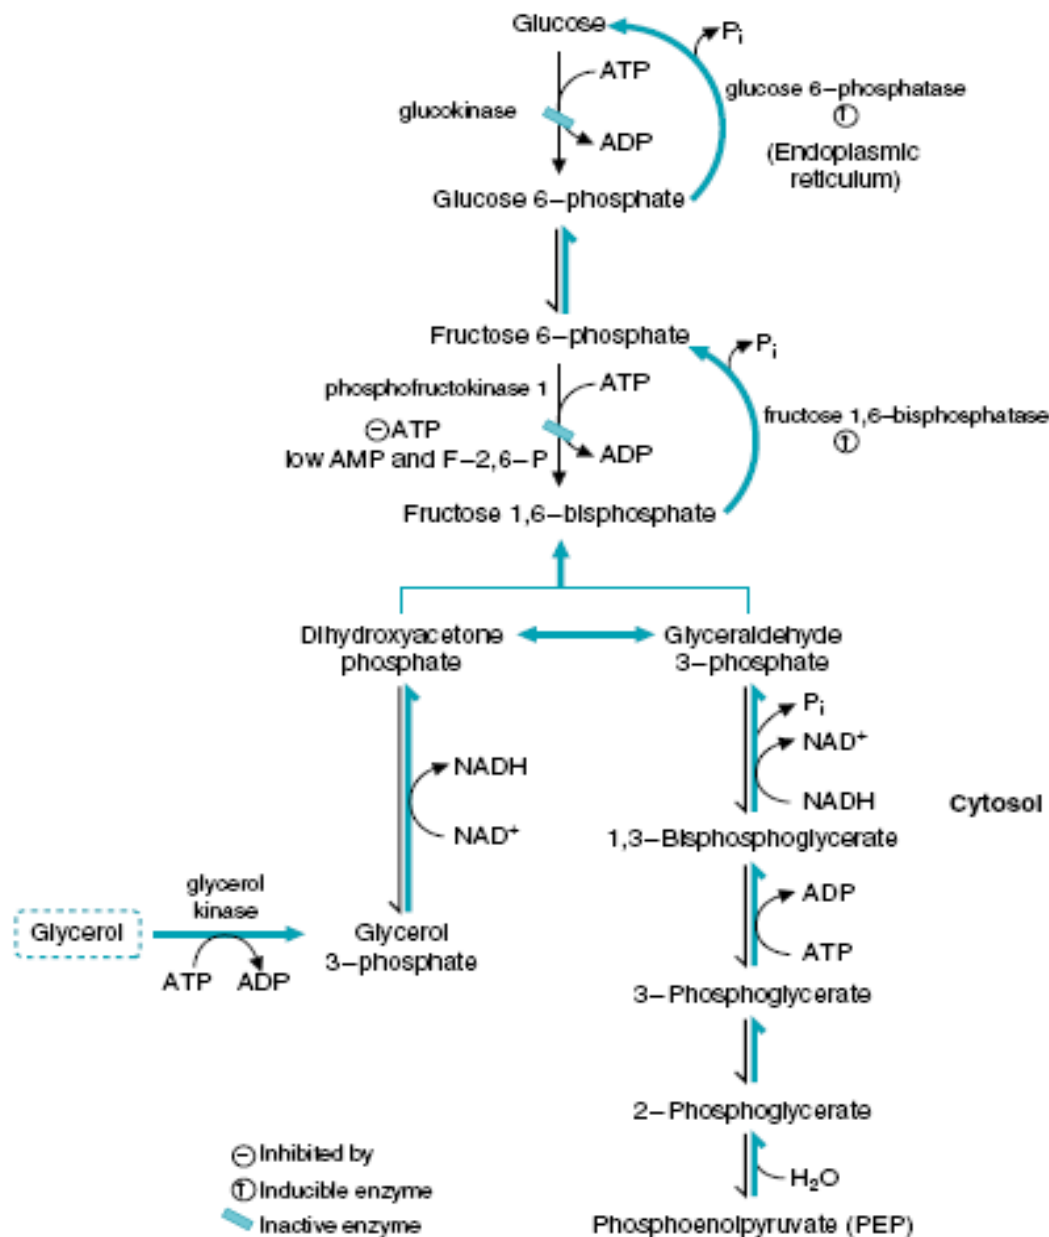 Glucose
Pi
ATP
glucose 6–phosphatase
glucokinase
I
ADP
(Endoplasmic
reticulum)
Glucose 6–phosphate
Fructose 6–phosphate
Pi
phosphofructokinase 1
ATP
fructose 1,6–bisphosphatase
−ATP
I
low AMP and F–2,6–P
ADP
Fructose 1,6–bisphosphate
Dihydroxyacetone
phosphate
Glyceraldehyde
3–phosphate
Pi
NAD+
NADH
NADH
NAD+
Cytosol
1,3–Bisphosphoglycerate
glycerol
kinase
ADP
Glycerol
Glycerol
3–phosphate
ATP
ATP
ADP
3–Phosphoglycerate
2–Phosphoglycerate
− Inhibited by
H2O
I Inducible enzyme
Inactive enzyme
Phosphoenolpyruvate (PEP)